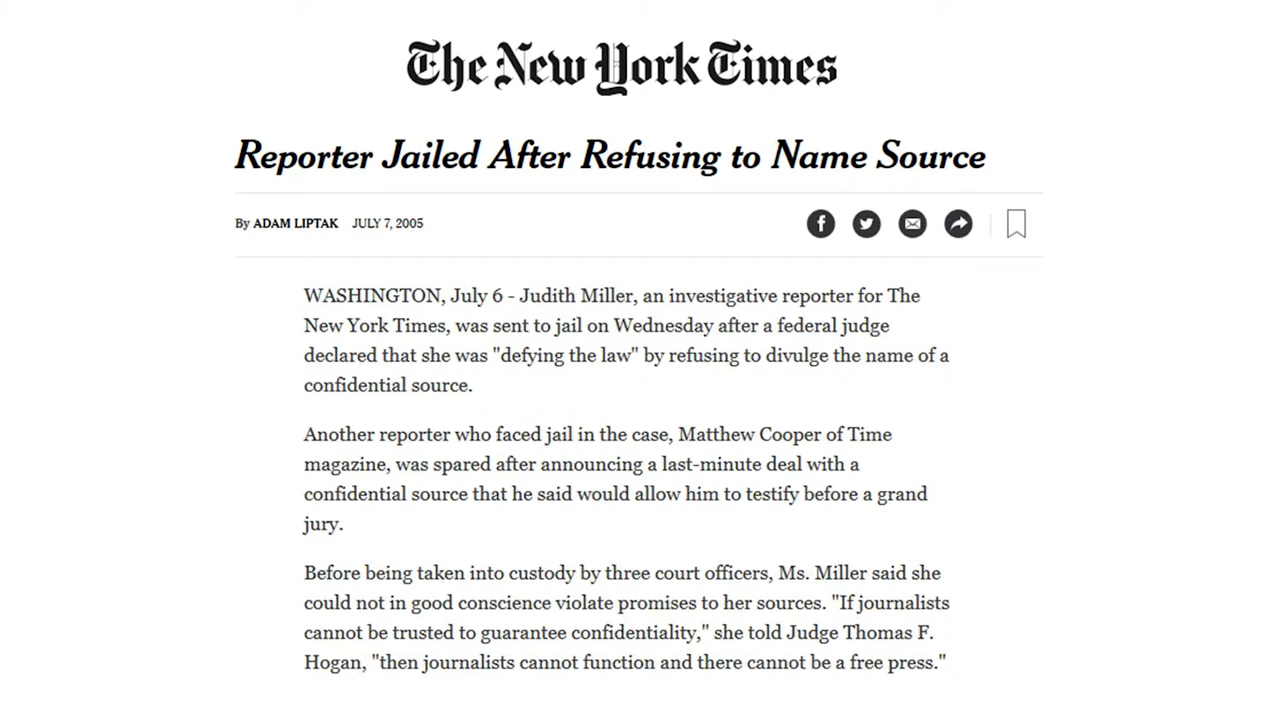 The New York Times
Reporter Jailed After Refusing to Name Source
By ADAM LIPTAK JULY 7, 2005
WASHINGTON, July 6 - Judith Miller, an investigative reporter for The
New York Times, was sent to jail on Wednesday after a federal judge
declared that she was "defying the law" by refusing to divulge the name of a
confidential source.
Another reporter who faced jail in the case, Matthew Cooper of Time
magazine, was spared after announcing a last-minute deal with a
confidential source that he said would allow him to testify before a grand
jury.
Before being taken into custody by three court officers, Ms. Miller said she
could not in good conscience violate promises to her sources. "If journalists
cannot be trusted to guarantee confidentiality," she told Judge Thomas F.
Hogan, "then journalists cannot function and there cannot be a free press."